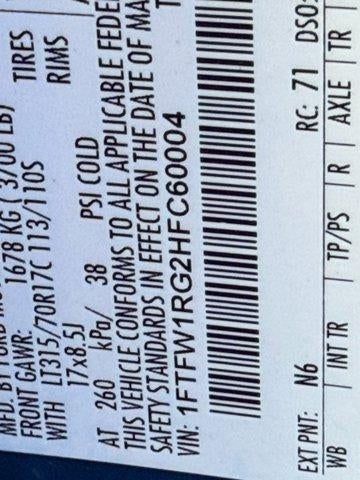 MFD. BY FORD MO
FRONT GAWR: 1678 KG ( 3700 LB)
WITH LT315/70R17C 113/110S TIRES
17x8.5J RIMS
AT 260 kPa/ 38 PSI COLD
THIS VEHICLE CONFORMS TO ALL APPLICABLE FEDE
SAFETY STANDARDS IN EFFECT ON THE DATE OF MA
VIN: 1FTFW1RG2HFC60004
EXT PNT: N6 RC: 71 DSO:
WB INT TR TP/PS R AXLE TR